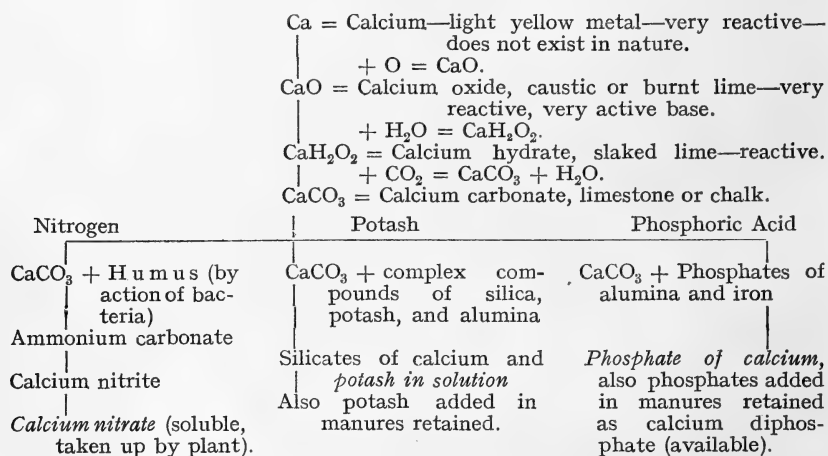 Ca = Calcium—light yellow metal—very reactive—
does not exist in nature.
+ O = CaO.
CaO = Calcium oxide, caustic or burnt lime—very
reactive, very active base.
+ H₂O = CaH₂O₂.
CaH₂O₂ = Calcium hydrate, slaked lime—reactive.
+ CO₂ = CaCO₃ + H₂O.
CaCO₃ = Calcium carbonate, limestone or chalk.
Nitrogen
CaCO₃ + Humus (by
action of bac-
teria)
Ammonium carbonate
Calcium nitrite
Calcium nitrate (soluble,
taken up by plant).
Potash
CaCO₃ + complex com-
pounds of silica,
potash, and alumina
Silicates of calcium and
potash in solution
Also potash added in
manures retained.
Phosphoric Acid
CaCO₃ + Phosphates of
alumina and iron
Phosphate of calcium,
also phosphates added
in manures retained
as calcium diphos-
phate (available).